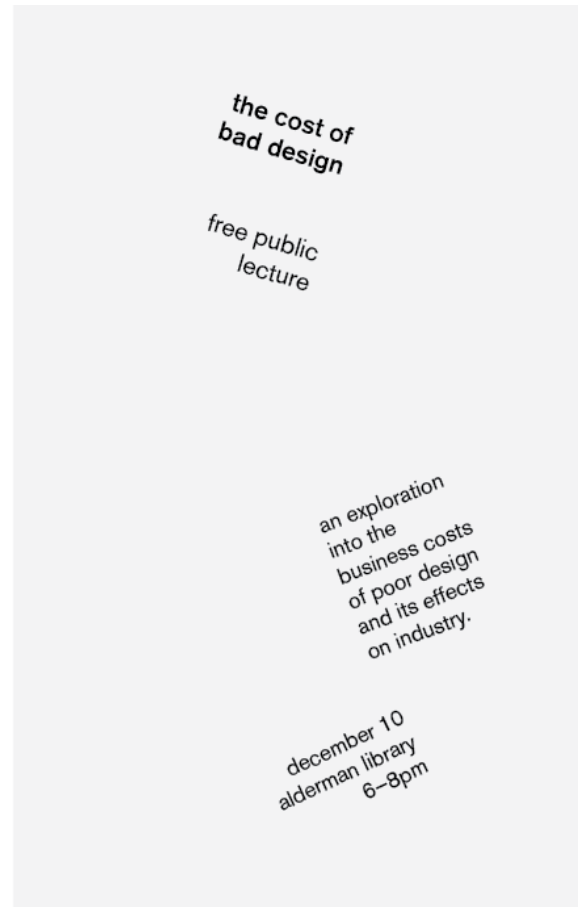 the cost of
bad design
free public
lecture
an exploration
into the
business costs
of poor design
and its effects
on industry.
december 10
alderman library
6–8pm